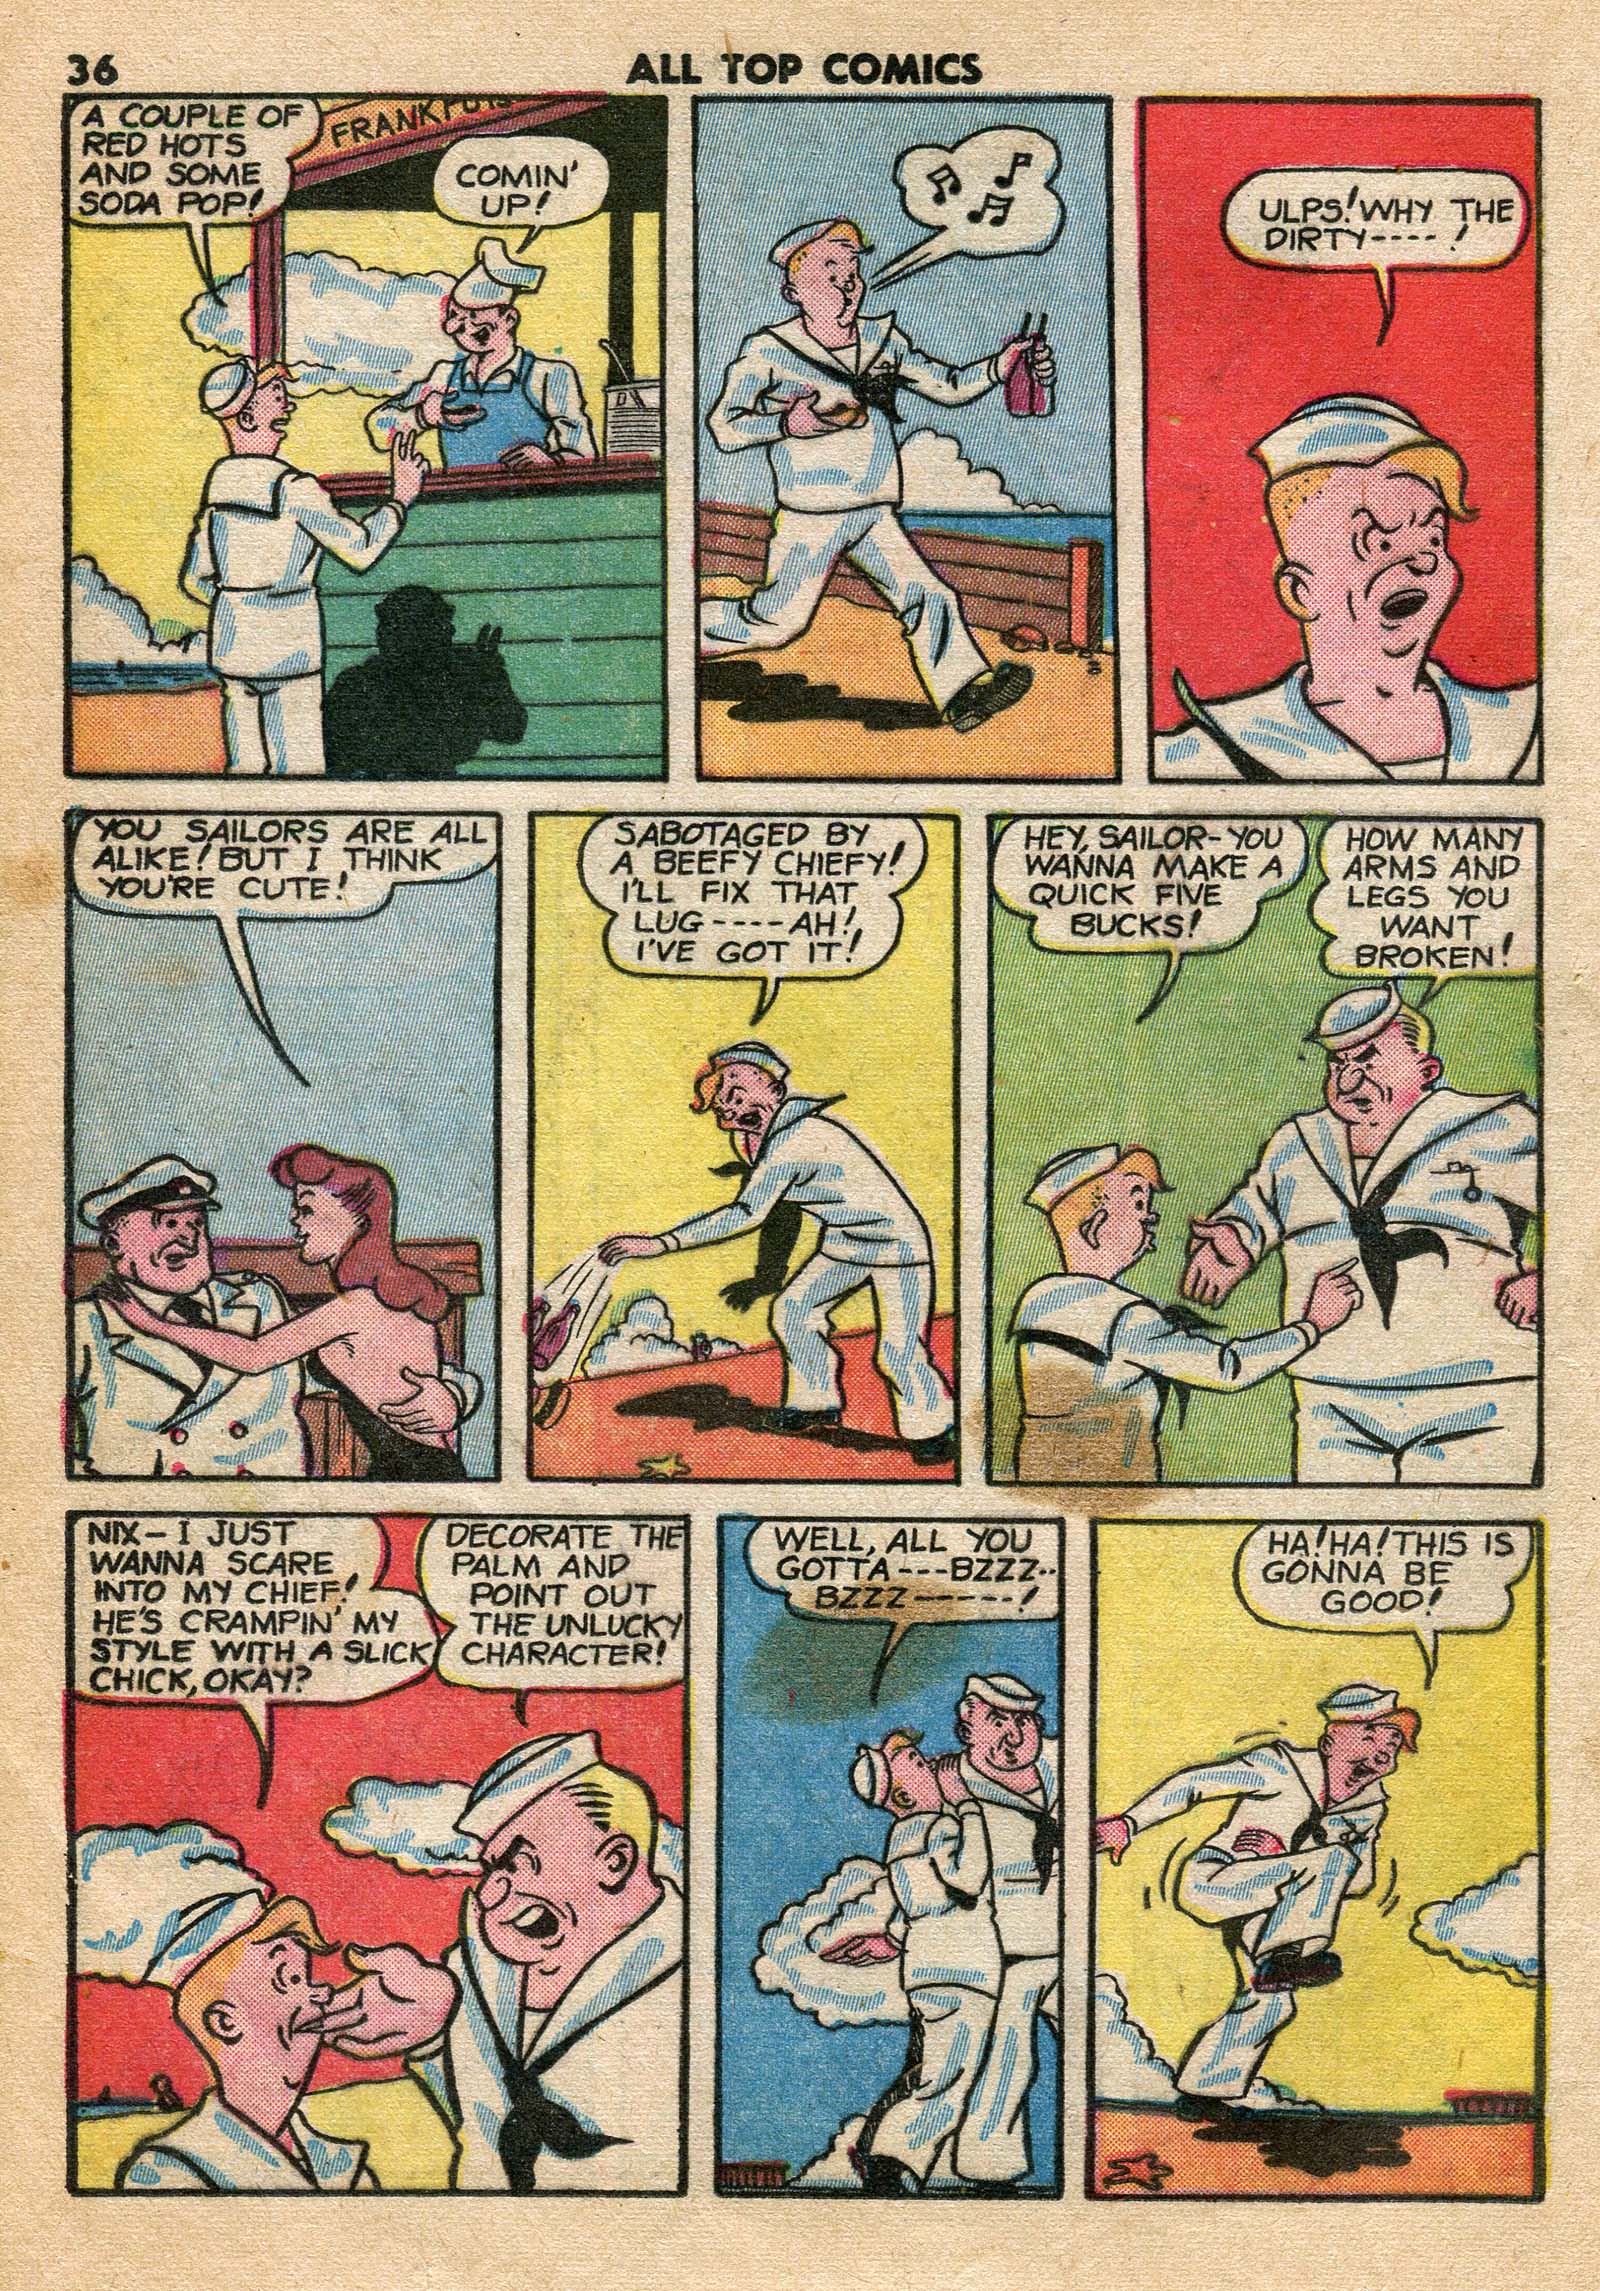 36
ALL TOP COMICS
A COUPLE OF
RED HOTS
AND SOME
SODA POP!
COMIN'
UP!
ULPS! WHY THE
DIRTY----!
YOU SAILORS ARE ALL
ALIKE! BUT I THINK
YOU'RE CUTE!
SABOTAGED BY
A BEEFY CHIEFY!
I'LL FIX THAT
LUG----AH!
I'VE GOT IT!
HEY, SAILOR-YOU
WANNA MAKE A
QUICK FIVE
BUCKS!
HOW MANY
ARMS AND
LEGS YOU
WANT
BROKEN!
NIX-I JUST
WANNA SCARE
INTO MY CHIEF!
HE'S CRAMPIN' MY
STYLE WITH A SLICK
CHICK, OKAY?
DECORATE THE
PALM AND
POINT OUT
THE UNLUCKY
CHARACTER!
WELL, ALL YOU
GOTTA---BZZZ--
BZZZ-----!
HA! HA! THIS IS
GONNA BE
GOOD!